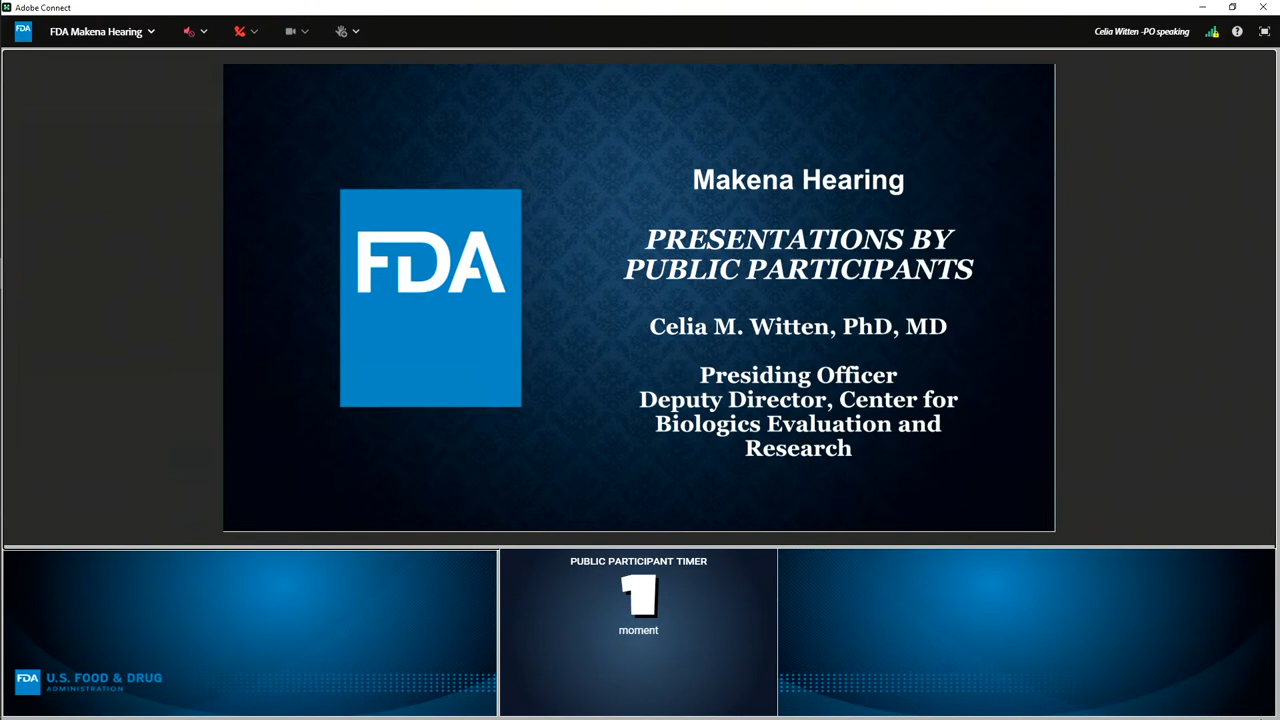 Adobe Connect
FDA
FDA Makena Hearing
Celia Witten -PO speaking
FDA
Makena Hearing
PRESENTATIONS BY
PUBLIC PARTICIPANTS
Celia M. Witten, PhD, MD
Presiding Officer
Deputy Director, Center for
Biologics Evaluation and
Research
PUBLIC PARTICIPANT TIMER
1
moment
FDA
U.S. FOOD & DRUG
ADMINISTRATION